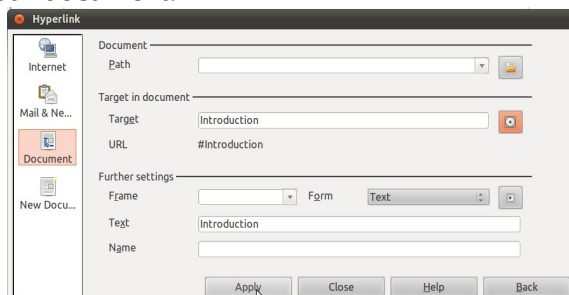 Hyperlink
Internet
Mail & Ne...
Document
New Docu...
Document
Path
Target in document
Target Introduction
URL #Introduction
Further settings
Frame Form Text
Text Introduction
Name
Apply Close Help Back